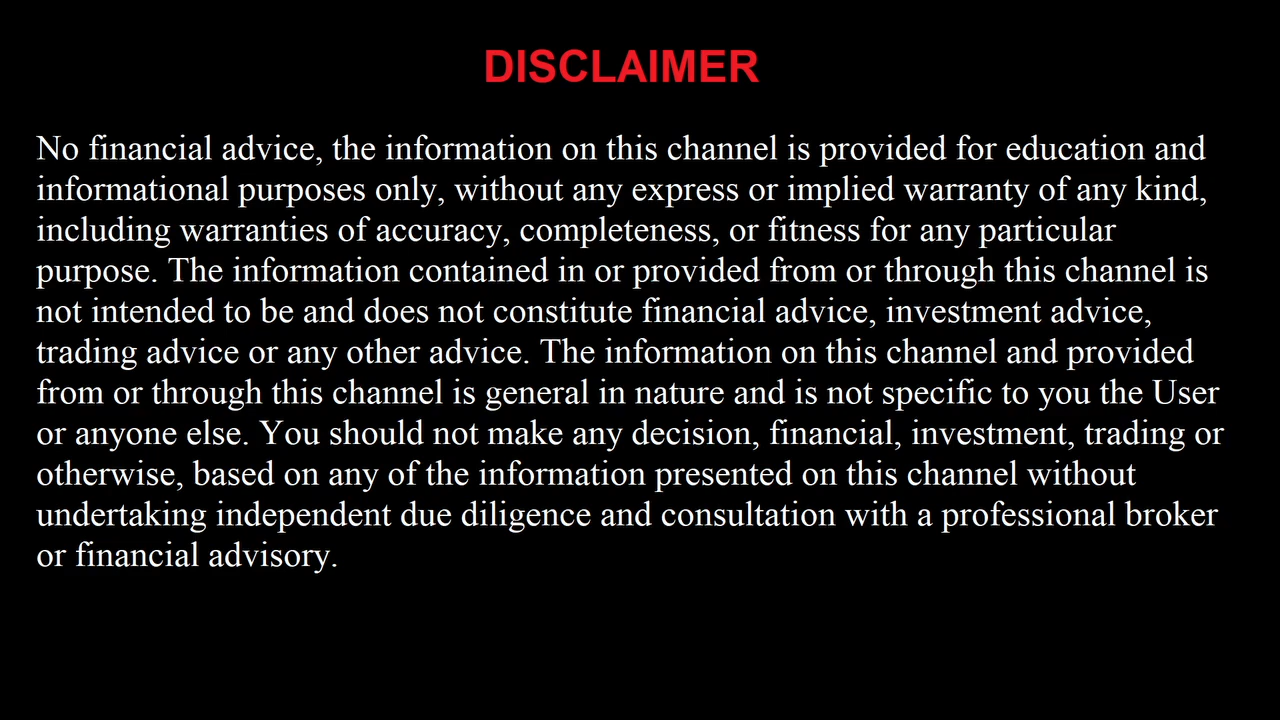 DISCLAIMER
No financial advice, the information on this channel is provided for education and
informational purposes only, without any express or implied warranty of any kind,
including warranties of accuracy, completeness, or fitness for any particular
purpose. The information contained in or provided from or through this channel is
not intended to be and does not constitute financial advice, investment advice,
trading advice or any other advice. The information on this channel and provided
from or through this channel is general in nature and is not specific to you the User
or anyone else. You should not make any decision, financial, investment, trading or
otherwise, based on any of the information presented on this channel without
undertaking independent due diligence and consultation with a professional broker
or financial advisory.